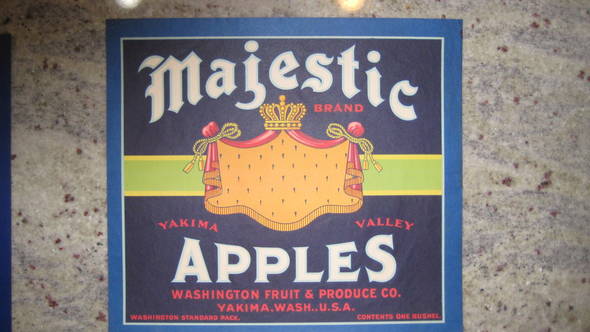 Majestic
BRAND
YAKIMA VALLEY
APPLES
WASHINGTON FRUIT & PRODUCE CO.
YAKIMA, WASH., U.S.A.
WASHINGTON STANDARD PACK. CONTENTS ONE BUSHEL